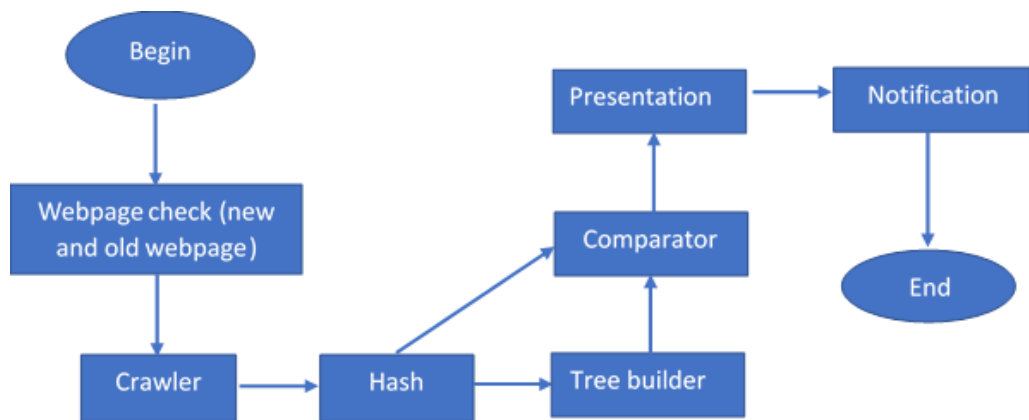 Begin
Webpage check (new
and old webpage)
Crawler
Hash
Tree builder
Comparator
Presentation
Notification
End